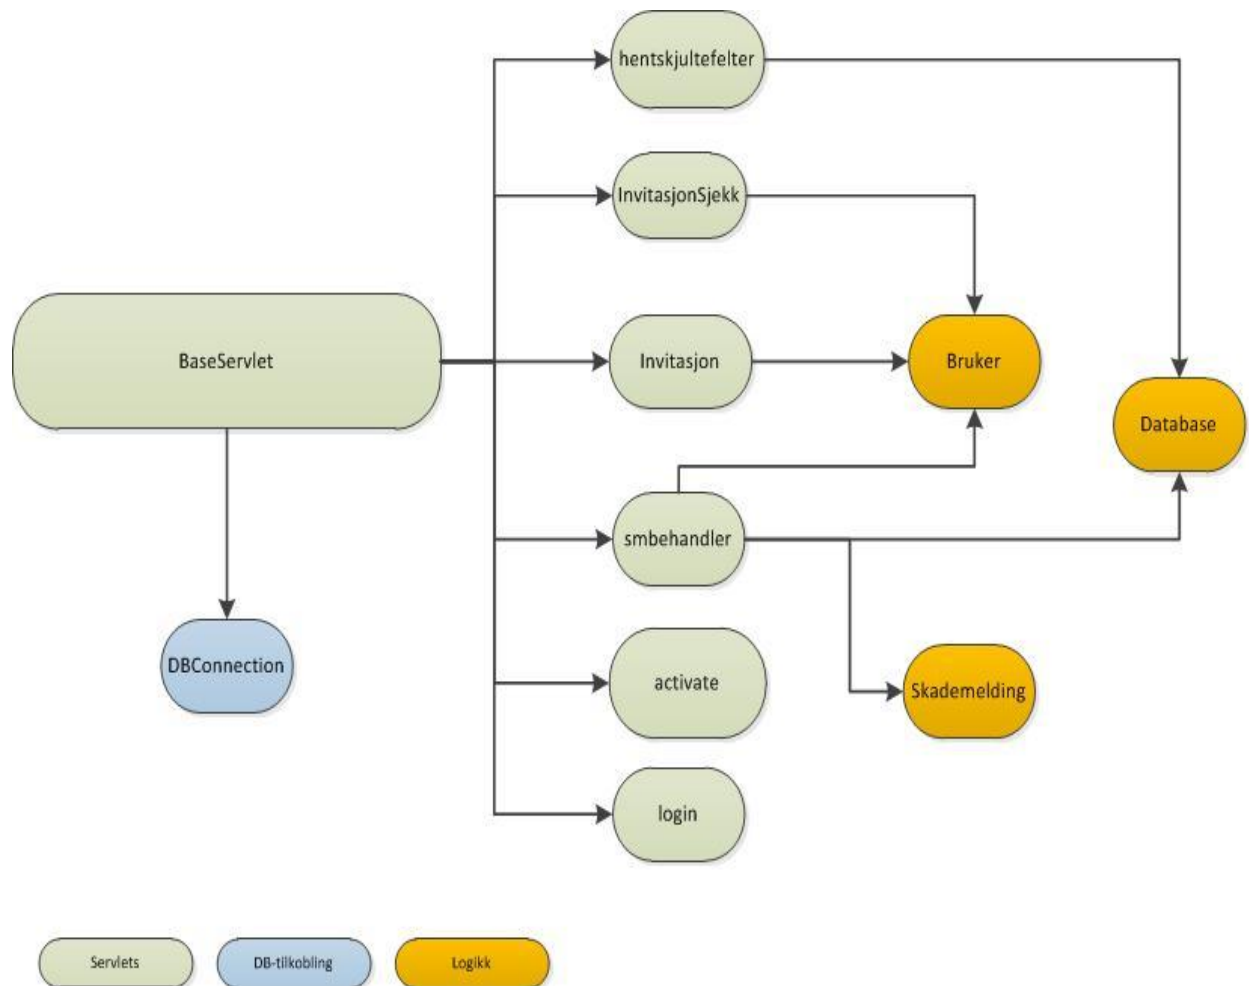 hentskjultefelter
InvitasjonSjekk
BaseServlet
Invitasjon
Bruker
Database
smbehandler
DBConnection
activate
Skademelding
login
Servlets
DB-tilkobling
Logikk